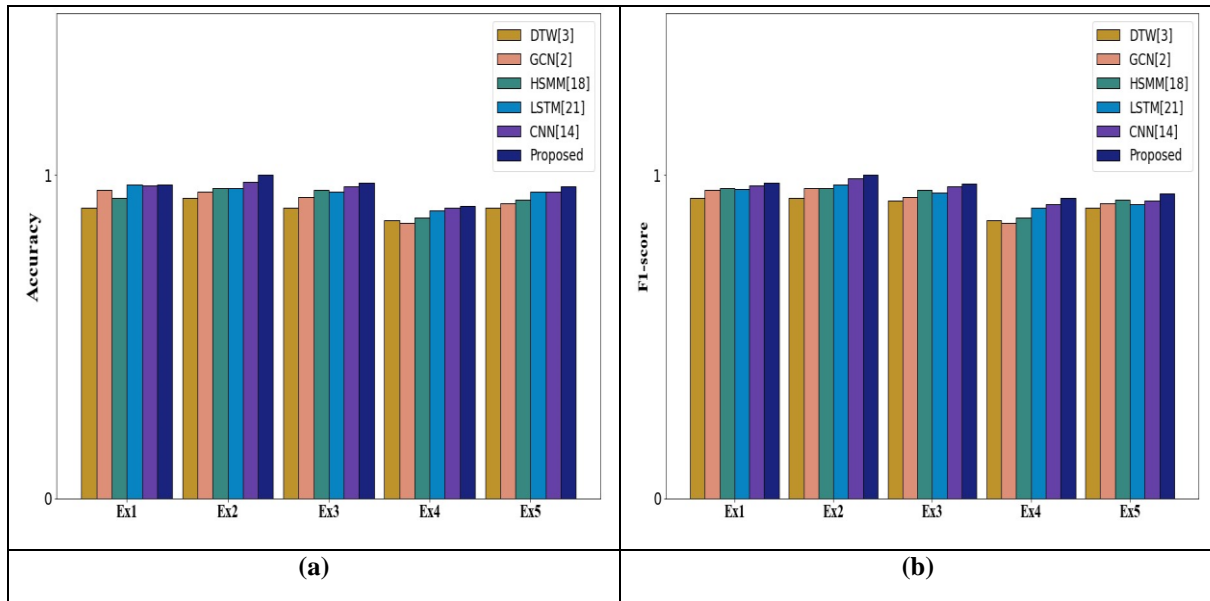 DTW[3]
GCN[2]
HSMM[18]
LSTM[21]
CNN[14]
Proposed
1
0
Accuracy
Ex1 Ex2 Ex3 Ex4 Ex5
(a)
DTW[3]
GCN[2]
HSMM[18]
LSTM[21]
CNN[14]
Proposed
1
0
F1-score
Ex1 Ex2 Ex3 Ex4 Ex5
(b)